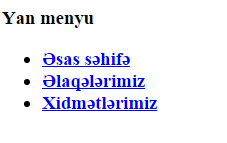 Yan menyu
Əsas səhifə
Əlaqələrimiz
Xidmətlərimiz